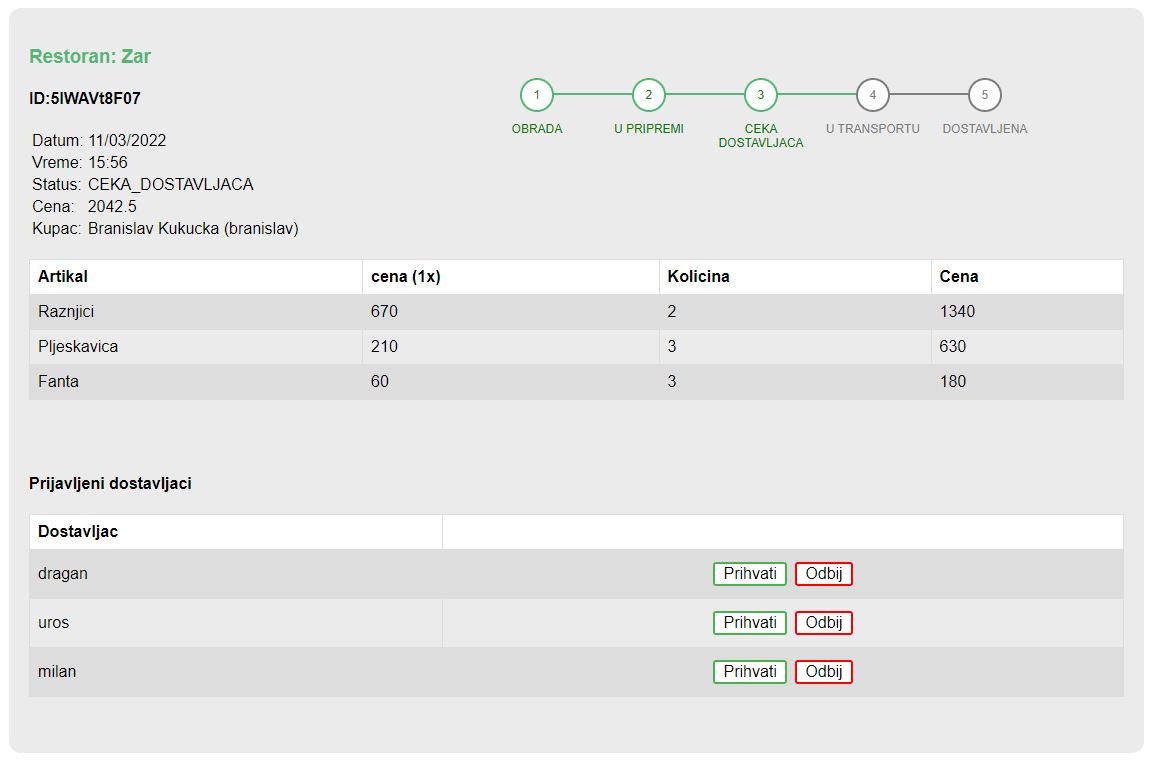 Restoran: Zar
ID:5IWAVt8F07
1 2 3 4 5
OBRADA U PRIPREMI CEKA DOSTAVLJACA U TRANSPORTU DOSTAVLJENA
Datum: 11/03/2022
Vreme: 15:56
Status: CEKA_DOSTAVLJACA
Cena: 2042.5
Kupac: Branislav Kukucka (branislav)
Artikal cena (1x) Kolicina Cena
Raznjici 670 2 1340
Pljeskavica 210 3 630
Fanta 60 3 180
Prijavljeni dostavljaci
Dostavljac
dragan Prihvati Odbij
uros Prihvati Odbij
milan Prihvati Odbij